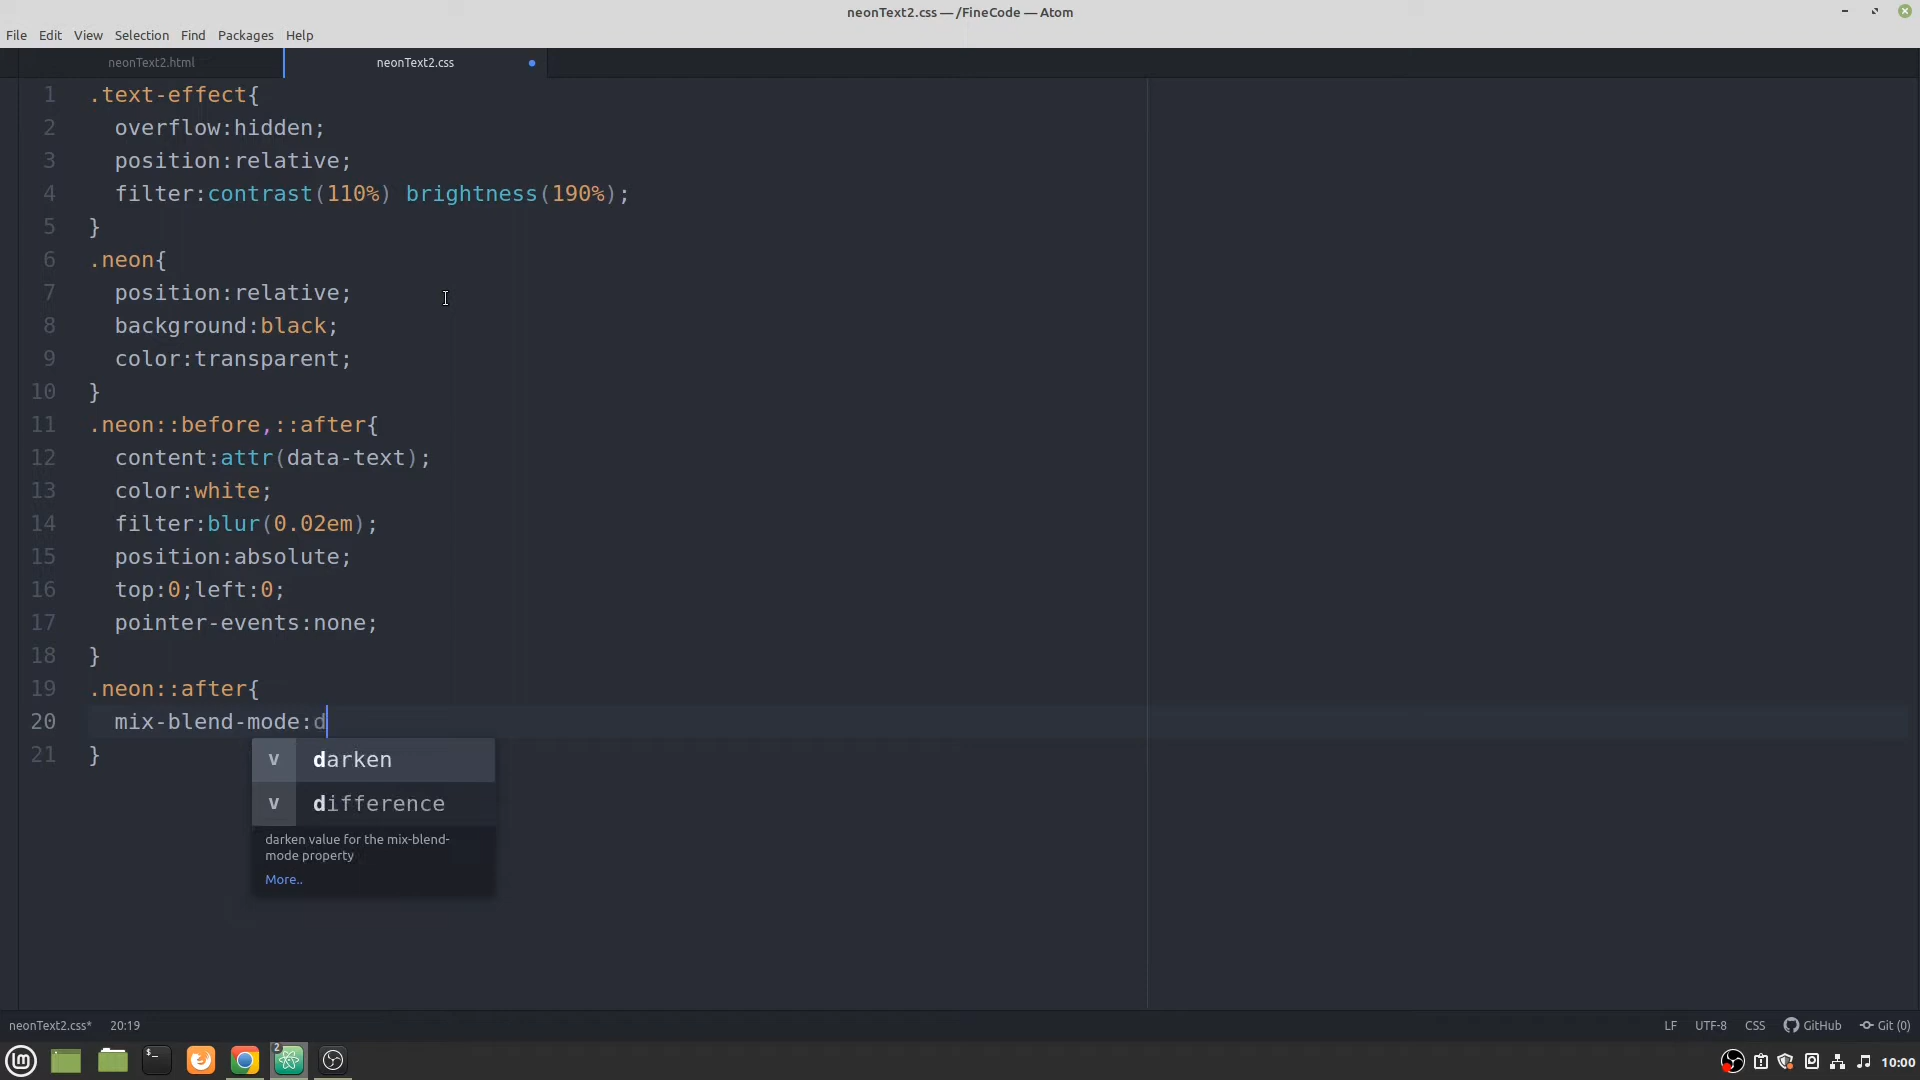 neonText2.css — /FineCode — Atom
File Edit View Selection Find Packages Help
neonText2.html neonText2.css
1 .text-effect{
2 overflow:hidden;
3 position:relative;
4 filter:contrast(110%) brightness(190%);
5 }
6 .neon{
7 position:relative;
8 background:black;
9 color:transparent;
10 }
11 .neon::before,::after{
12 content:attr(data-text);
13 color:white;
14 filter:blur(0.02em);
15 position:absolute;
16 top:0;left:0;
17 pointer-events:none;
18 }
19 .neon::after{
20 mix-blend-mode:d
21 }
v darken
v difference
darken value for the mix-blend-
mode property
More..
neonText2.css* 20:19 LF UTF-8 CSS GitHub Git (0)
$_ 2 10:00